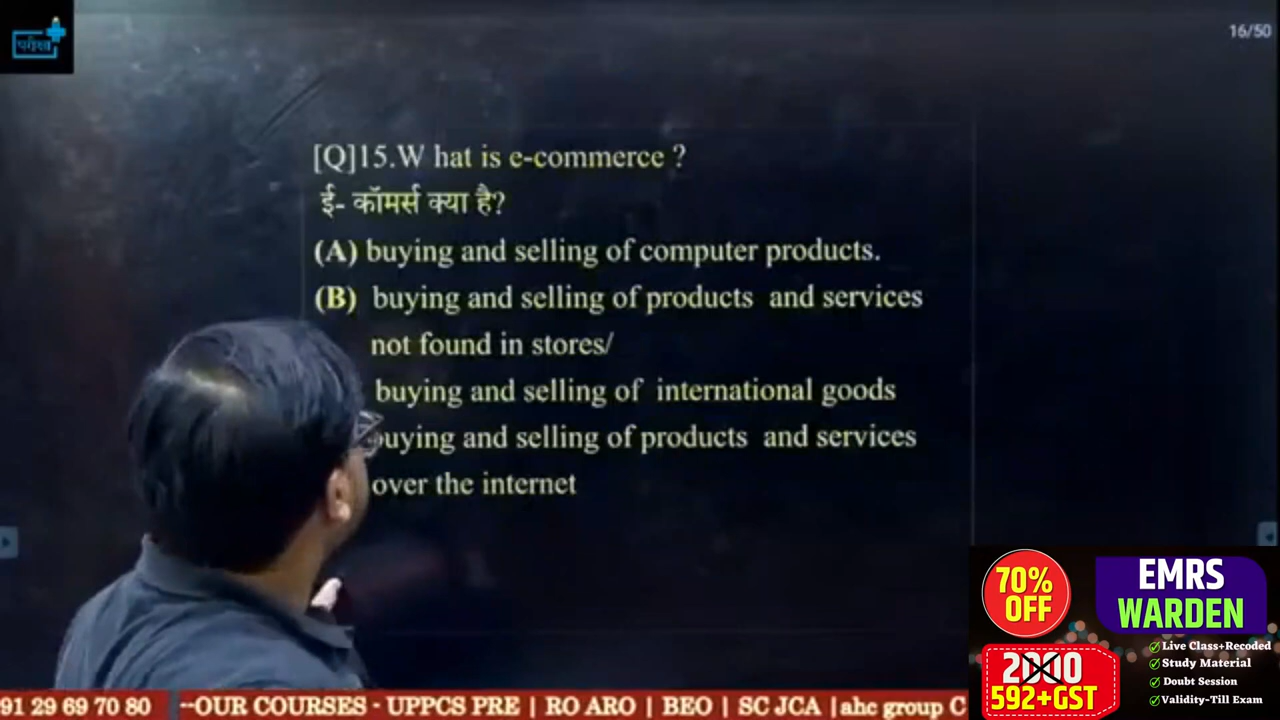 परीक्षा
16/50
[Q]15.W hat is e-commerce ?
ई- कॉमर्स क्या है?
(A) buying and selling of computer products.
(B) buying and selling of products and services
not found in stores/
buying and selling of international goods
buying and selling of products and services
over the internet
70%
OFF
EMRS
WARDEN
2000
592+GST
Live Class+Recoded
Study Material
Doubt Session
Validity-Till Exam
91 29 69 70 80 --OUR COURSES - UPPCS PRE | RO ARO | BEO | SC JCA |ahc group C